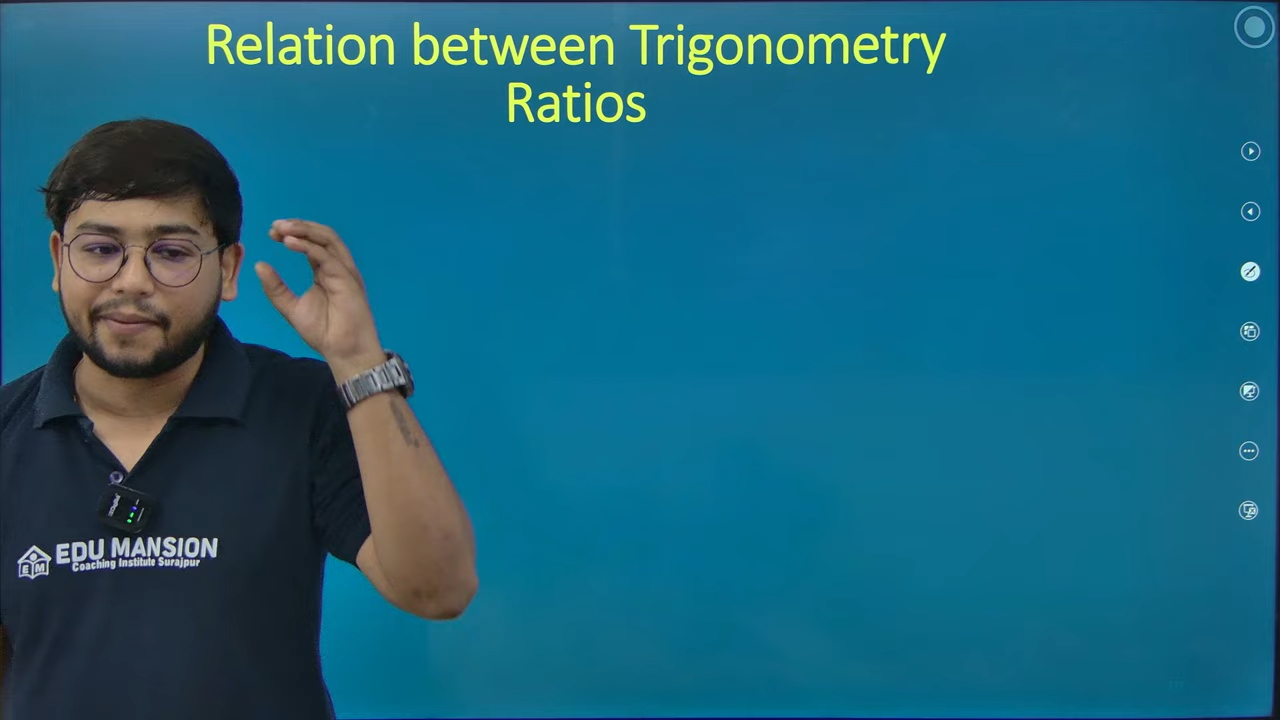 Relation between Trigonometry
Ratios
EDU MANSION
Coaching Institute Surajpur
E M